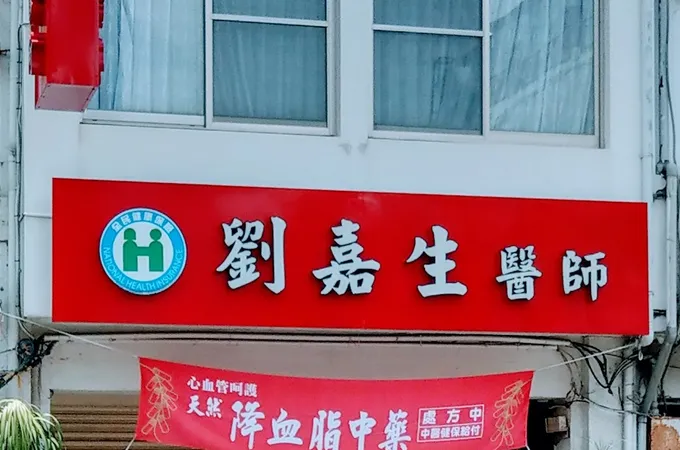 全民健康保險
NATIONAL HEALTH INSURANCE
劉嘉生醫師
心血管呵護
天然 降血脂中藥
處方中
中醫健保給付